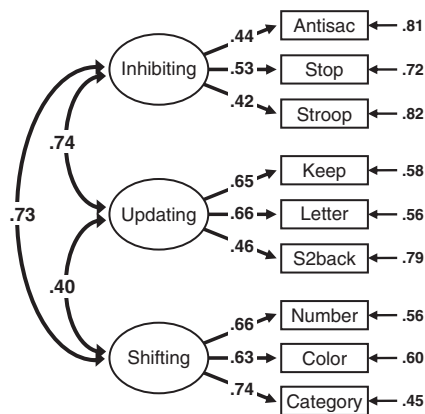 .44 Antisac .81
Inhibiting .53 Stop .72
.42 Stroop .82
.74
.65 Keep .58
.73 Updating .66 Letter .56
.46 S2back .79
.40
.66 Number .56
Shifting .63 Color .60
.74 Category .45